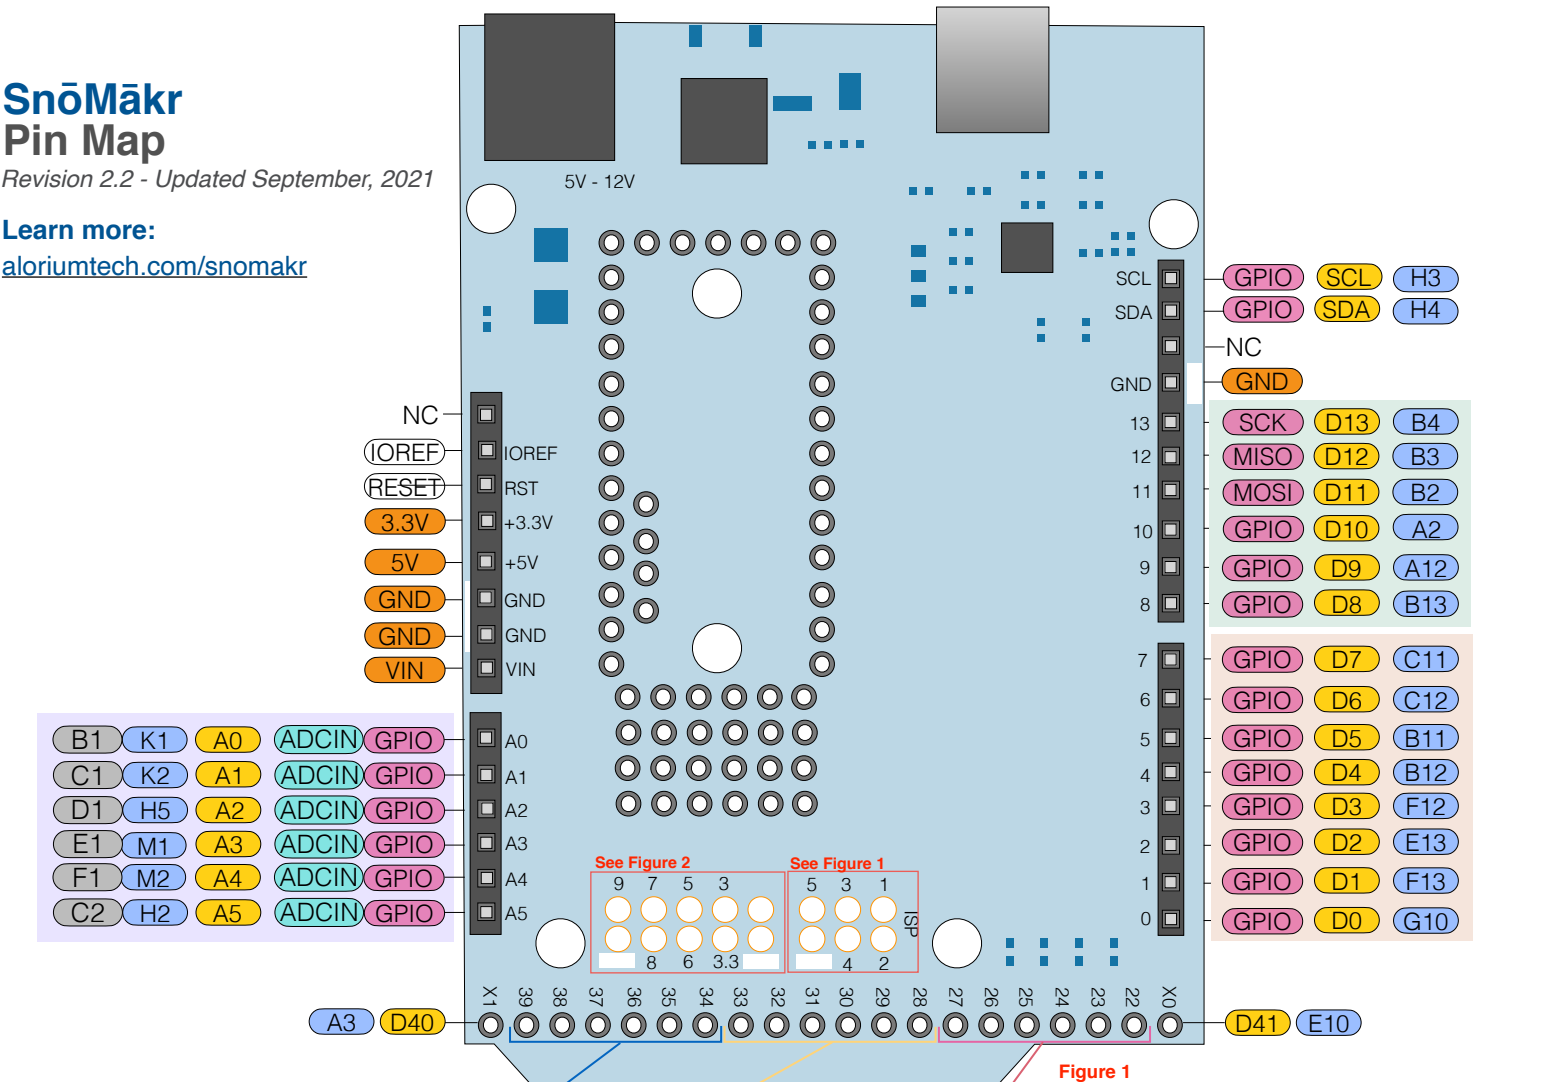 SnōMākr
Pin Map
Revision 2.2 - Updated September, 2021
Learn more:
aloriumtech.com/snomakr
5V - 12V
SCL GPIO SCL H3
SDA GPIO SDA H4
NC
GND GND
13 SCK D13 B4
12 MISO D12 B3
11 MOSI D11 B2
10 GPIO D10 A2
9 GPIO D9 A12
8 GPIO D8 B13
7 GPIO D7 C11
6 GPIO D6 C12
5 GPIO D5 B11
4 GPIO D4 B12
3 GPIO D3 F12
2 GPIO D2 E13
1 GPIO D1 F13
0 GPIO D0 G10
NC
IOREF IOREF
RESET RST
3.3V +3.3V
5V +5V
GND GND
GND GND
VIN VIN
B1 K1 A0 ADCIN GPIO A0
C1 K2 A1 ADCIN GPIO A1
D1 H5 A2 ADCIN GPIO A2
E1 M1 A3 ADCIN GPIO A3
F1 M2 A4 ADCIN GPIO A4
C2 H2 A5 ADCIN GPIO A5
See Figure 2
9 7 5 3
8 6 3.3
See Figure 1
5 3 1
ISP
4 2
X1 39 38 37 36 35 34 33 32 31 30 29 28 27 26 25 24 23 22 X0
A3 D40
D41 E10
Figure 1